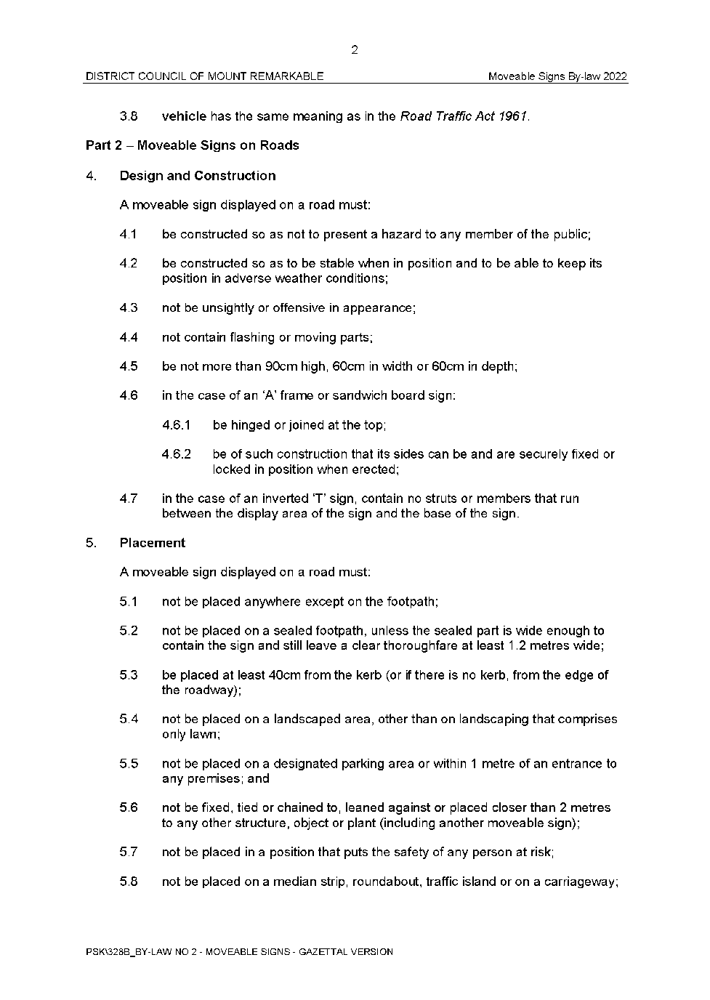 2
DISTRICT COUNCIL OF MOUNT REMARKABLE Moveable Signs By-law 2022
3.8 vehicle has the same meaning as in the Road Traffic Act 1961.
Part 2 – Moveable Signs on Roads
4. Design and Construction
A moveable sign displayed on a road must:
4.1 be constructed so as not to present a hazard to any member of the public;
4.2 be constructed so as to be stable when in position and to be able to keep its
position in adverse weather conditions;
4.3 not be unsightly or offensive in appearance;
4.4 not contain flashing or moving parts;
4.5 be not more than 90cm high, 60cm in width or 60cm in depth;
4.6 in the case of an ‘A’ frame or sandwich board sign:
4.6.1 be hinged or joined at the top;
4.6.2 be of such construction that its sides can be and are securely fixed or
locked in position when erected;
4.7 in the case of an inverted ‘T’ sign, contain no struts or members that run
between the display area of the sign and the base of the sign.
5. Placement
A moveable sign displayed on a road must:
5.1 not be placed anywhere except on the footpath;
5.2 not be placed on a sealed footpath, unless the sealed part is wide enough to
contain the sign and still leave a clear thoroughfare at least 1.2 metres wide;
5.3 be placed at least 40cm from the kerb (or if there is no kerb, from the edge of
the roadway);
5.4 not be placed on a landscaped area, other than on landscaping that comprises
only lawn;
5.5 not be placed on a designated parking area or within 1 metre of an entrance to
any premises; and
5.6 not be fixed, tied or chained to, leaned against or placed closer than 2 metres
to any other structure, object or plant (including another moveable sign);
5.7 not be placed in a position that puts the safety of any person at risk;
5.8 not be placed on a median strip, roundabout, traffic island or on a carriageway;
PSK\328B_BY-LAW NO 2 - MOVEABLE SIGNS - GAZETTAL VERSION